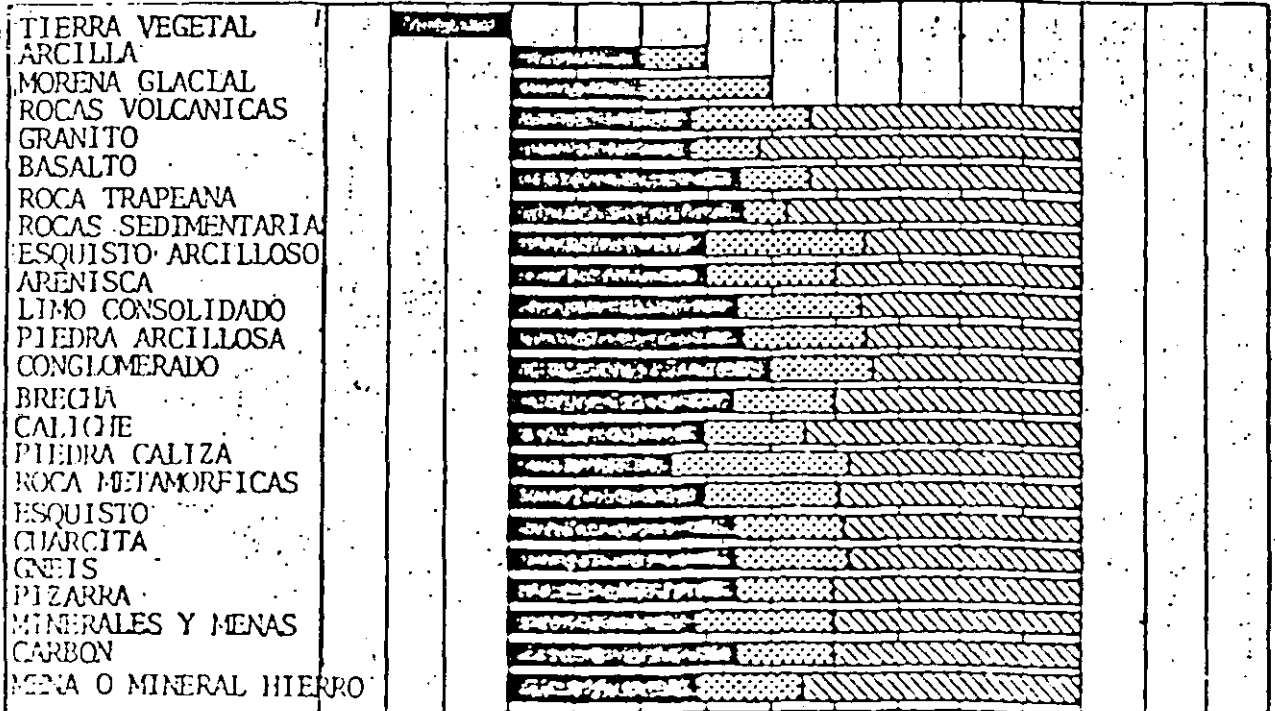 TIERRA VEGETAL
ARCILLA
MORENA GLACIAL
ROCAS VOLCANICAS
GRANITO
BASALTO
ROCA TRAPEANA
ROCAS SEDIMENTARIA
ESQUISTO ARCILLOSO
ARENISCA
LIMO CONSOLIDADO
PIEDRA ARCILLOSA
CONGLOMERADO
BRECHA
CALICHE
PIEDRA CALIZA
ROCA METAMORFICAS
ESQUISTO
CUARCITA
GNEIS
PIZARRA
MINERALES Y MENAS
CARBON
MENA O MINERAL HIERRO